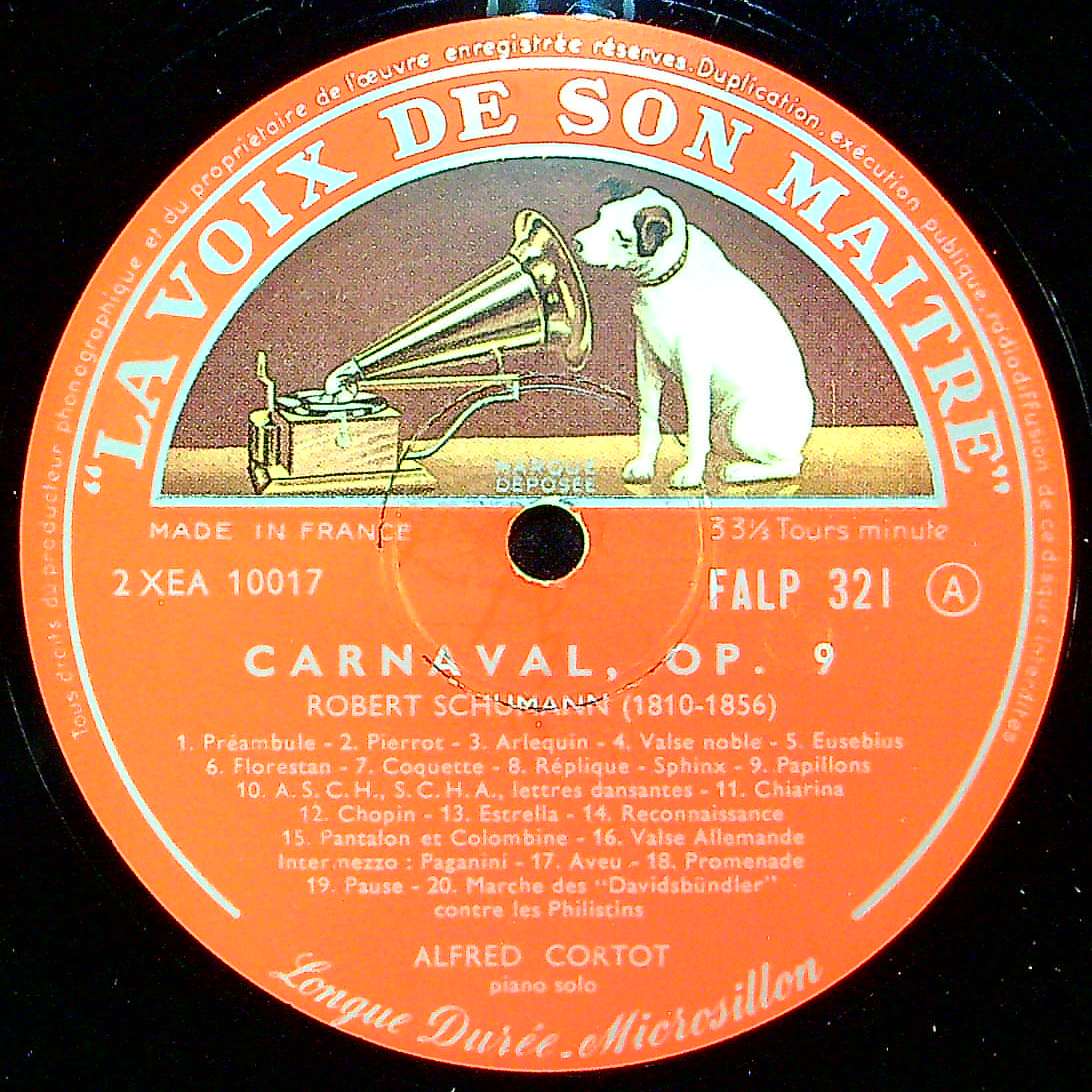 Tous droits du producteur phonographique et du propriétaire de l'œuvre enregistrée réservés. Duplication, exécution publique, radiodiffusion de ce disque interdites
"LA VOIX DE SON MAITRE"
MARQUE
DÉPOSÉE
MADE IN FRANCE
33⅓ Tours minute
2 XEA 10017
FALP 321 A
CARNAVAL, OP. 9
ROBERT SCHUMANN (1810-1856)
1. Préambule - 2. Pierrot - 3. Arlequin - 4. Valse noble - 5. Eusebius
6. Florestan - 7. Coquette - 8. Réplique - Sphinx - 9. Papillons
10. A.S.C.H., S.C.H.A., lettres dansantes - 11. Chiarina
12. Chopin - 13. Estrella - 14. Reconnaissance
15. Pantalon et Colombine - 16. Valse Allemande
Intermezzo : Paganini - 17. Aveu - 18. Promenade
19. Pause - 20. Marche des "Davidsbündler"
contre les Philistins
ALFRED CORTOT
piano solo
Longue Durée-Microsillon